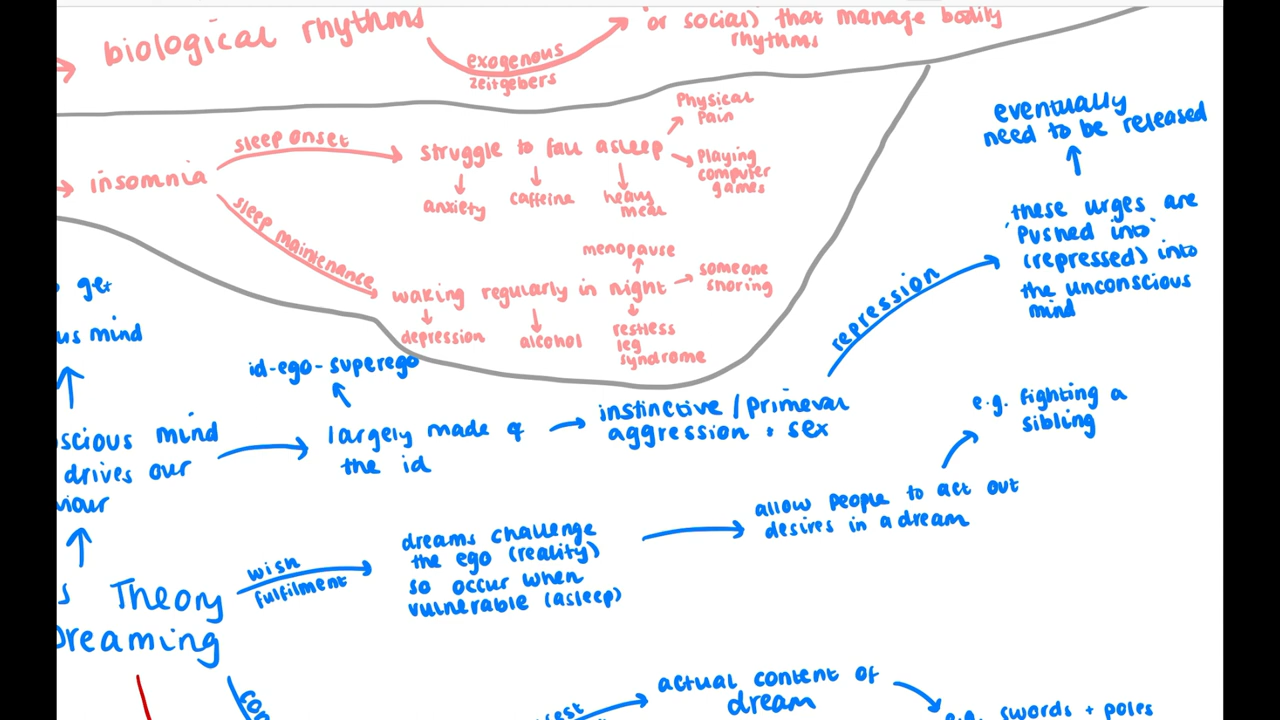 biological rhythms
exogenous
zeitgebers
or social) that manage bodily
rhythms
insomnia
sleep onset
struggle to fall asleep
Physical
Pain
Playing
computer
games
anxiety
caffeine
heavy
meal
sleep maintenance
waking regularly in night
menopause
someone
snoring
depression
alcohol
restless
leg
syndrome
eventually
need to be released
these urges are
'pushed into'
(repressed) into
the unconscious
mind
repression
get
us mind
id-ego-superego
scious mind
drives our
viour
largely made of
the id
instinctive/primeval
aggression + sex
e.g. fighting a
sibling
allow people to act out
desires in a dream
dreams challenge
the ego (reality)
so occur when
vulnerable (asleep)
wish
fulfilment
s Theory
Dreaming
con
est
actual content of
dream
e.g. swords + poles